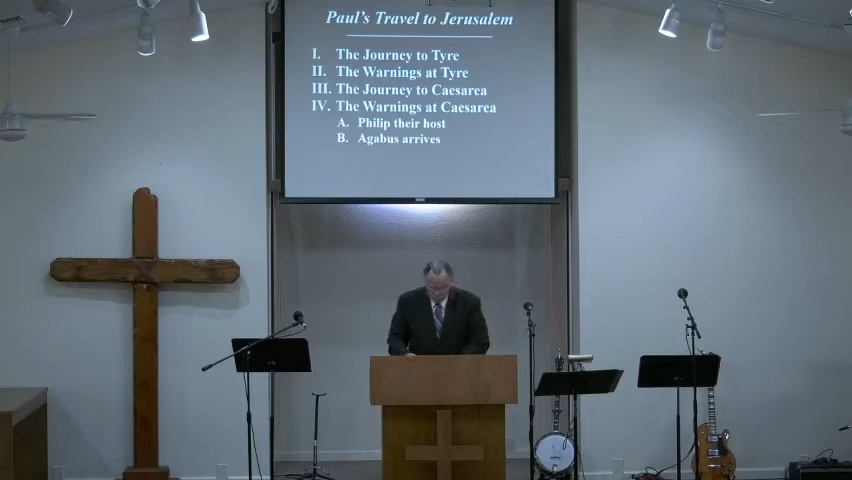 Paul's Travel to Jerusalem
I. The Journey to Tyre
II. The Warnings at Tyre
III. The Journey to Caesarea
IV. The Warnings at Caesarea
A. Philip their host
B. Agabus arrives